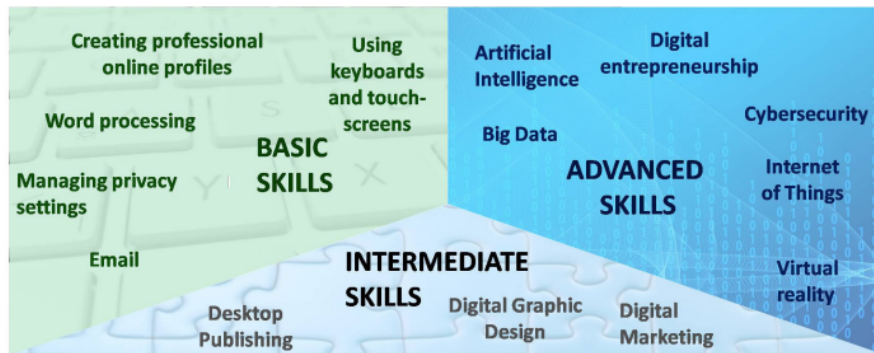 Creating professional
online profiles
Using
keyboards
and touch-
screens
Word processing
BASIC
SKILLS
Managing privacy
settings
Email
Artificial
Intelligence
Digital
entrepreneurship
Big Data
Cybersecurity
ADVANCED
SKILLS
Internet
of Things
Virtual
reality
INTERMEDIATE
SKILLS
Desktop
Publishing
Digital Graphic
Design
Digital
Marketing